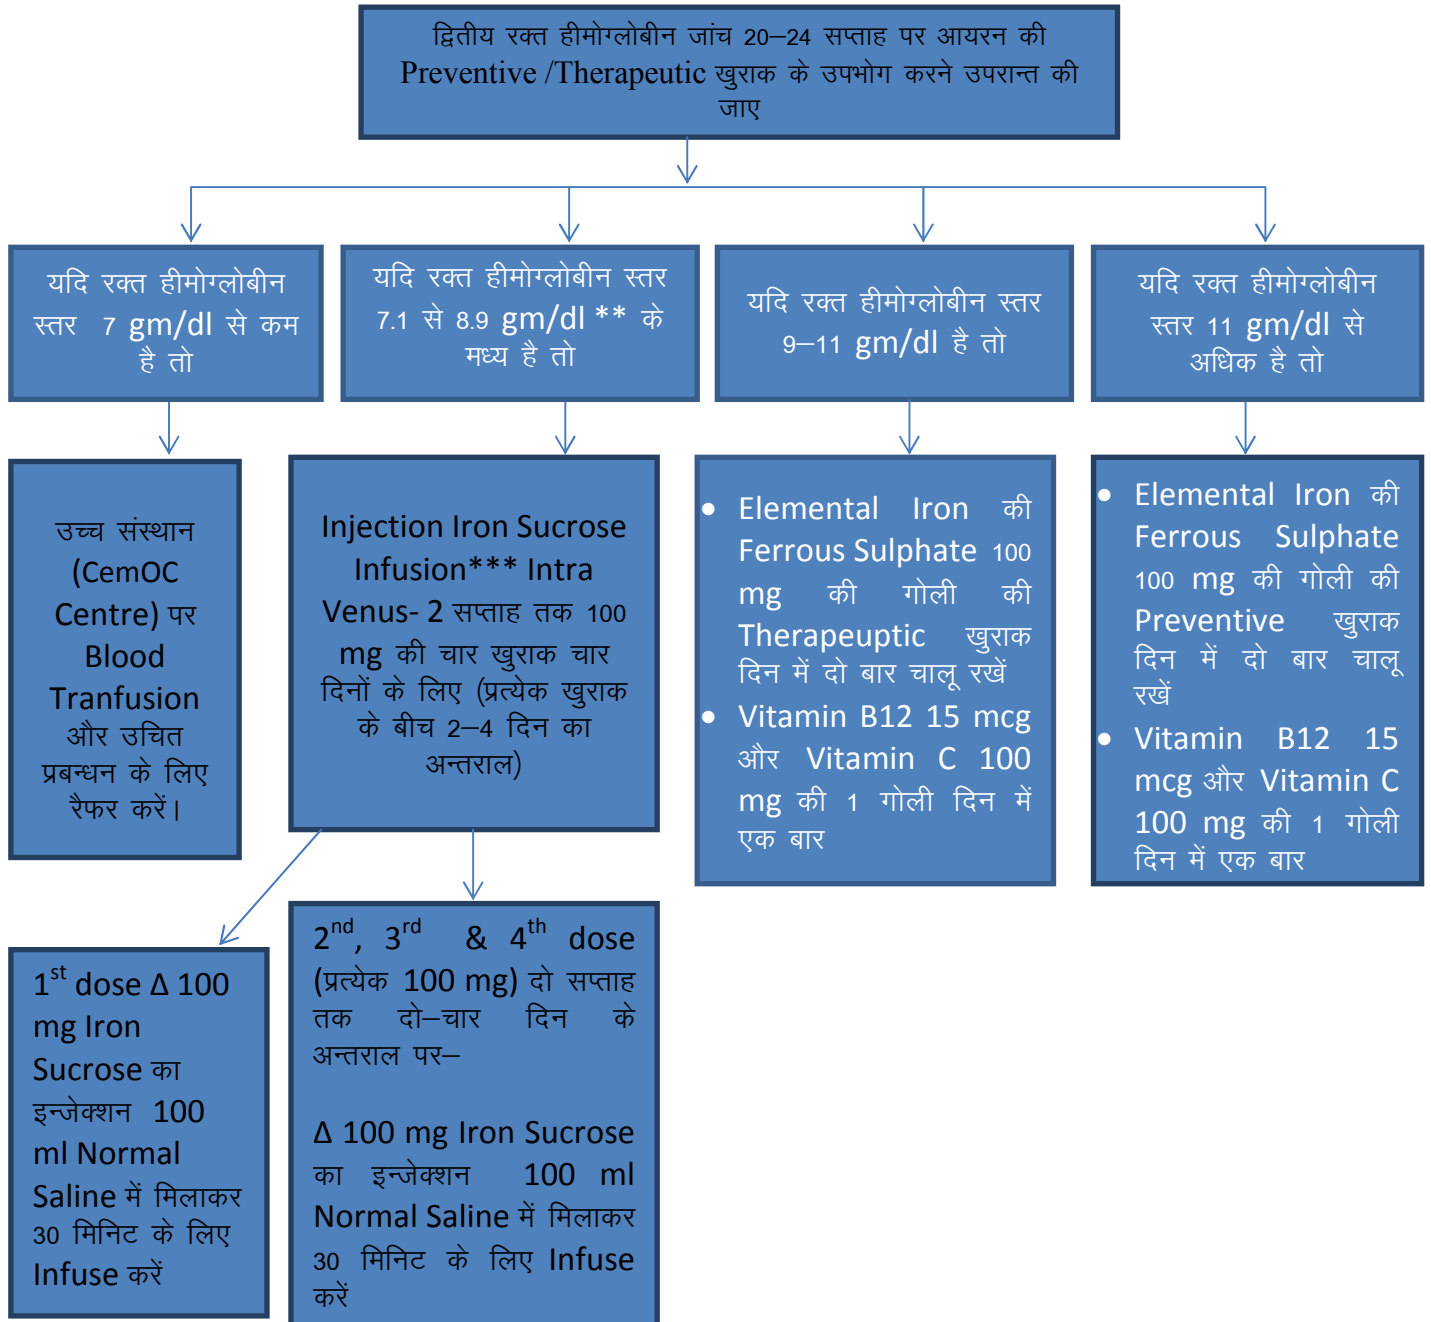 द्वितीय रक्त हीमोग्लोबीन जांच 20–24 सप्ताह पर आयरन की
Preventive /Therapeutic खुराक के उपभोग करने उपरान्त की
जाए
यदि रक्त हीमोग्लोबीन
स्तर 7 gm/dl से कम
है तो
यदि रक्त हीमोग्लोबीन स्तर
7.1 से 8.9 gm/dl ** के
मध्य है तो
यदि रक्त हीमोग्लोबीन स्तर
9–11 gm/dl है तो
यदि रक्त हीमोग्लोबीन
स्तर 11 gm/dl से
अधिक है तो
उच्च संस्थान
(CemOC
Centre) पर
Blood
Tranfusion
और उचित
प्रबन्धन के लिए
रैफर करें।
Injection Iron Sucrose
Infusion*** Intra
Venus- 2 सप्ताह तक 100
mg की चार खुराक चार
दिनों के लिए (प्रत्येक खुराक
के बीच 2–4 दिन का
अन्तराल)
• Elemental Iron की
Ferrous Sulphate 100
mg की गोली की
Therapeuptic खुराक
दिन में दो बार चालू रखें
• Vitamin B12 15 mcg
और Vitamin C 100
mg की 1 गोली दिन में
एक बार
• Elemental Iron की
Ferrous Sulphate
100 mg की गोली की
Preventive खुराक
दिन में दो बार चालू
रखें
• Vitamin B12 15
mcg और Vitamin C
100 mg की 1 गोली
दिन में एक बार
1st dose Δ 100
mg Iron
Sucrose का
इन्जेक्शन 100
ml Normal
Saline में मिलाकर
30 मिनिट के लिए
Infuse करें
2nd, 3rd & 4th dose
(प्रत्येक 100 mg) दो सप्ताह
तक दो–चार दिन के
अन्तराल पर–
Δ 100 mg Iron Sucrose
का इन्जेक्शन 100 ml
Normal Saline में मिलाकर
30 मिनिट के लिए Infuse
करें